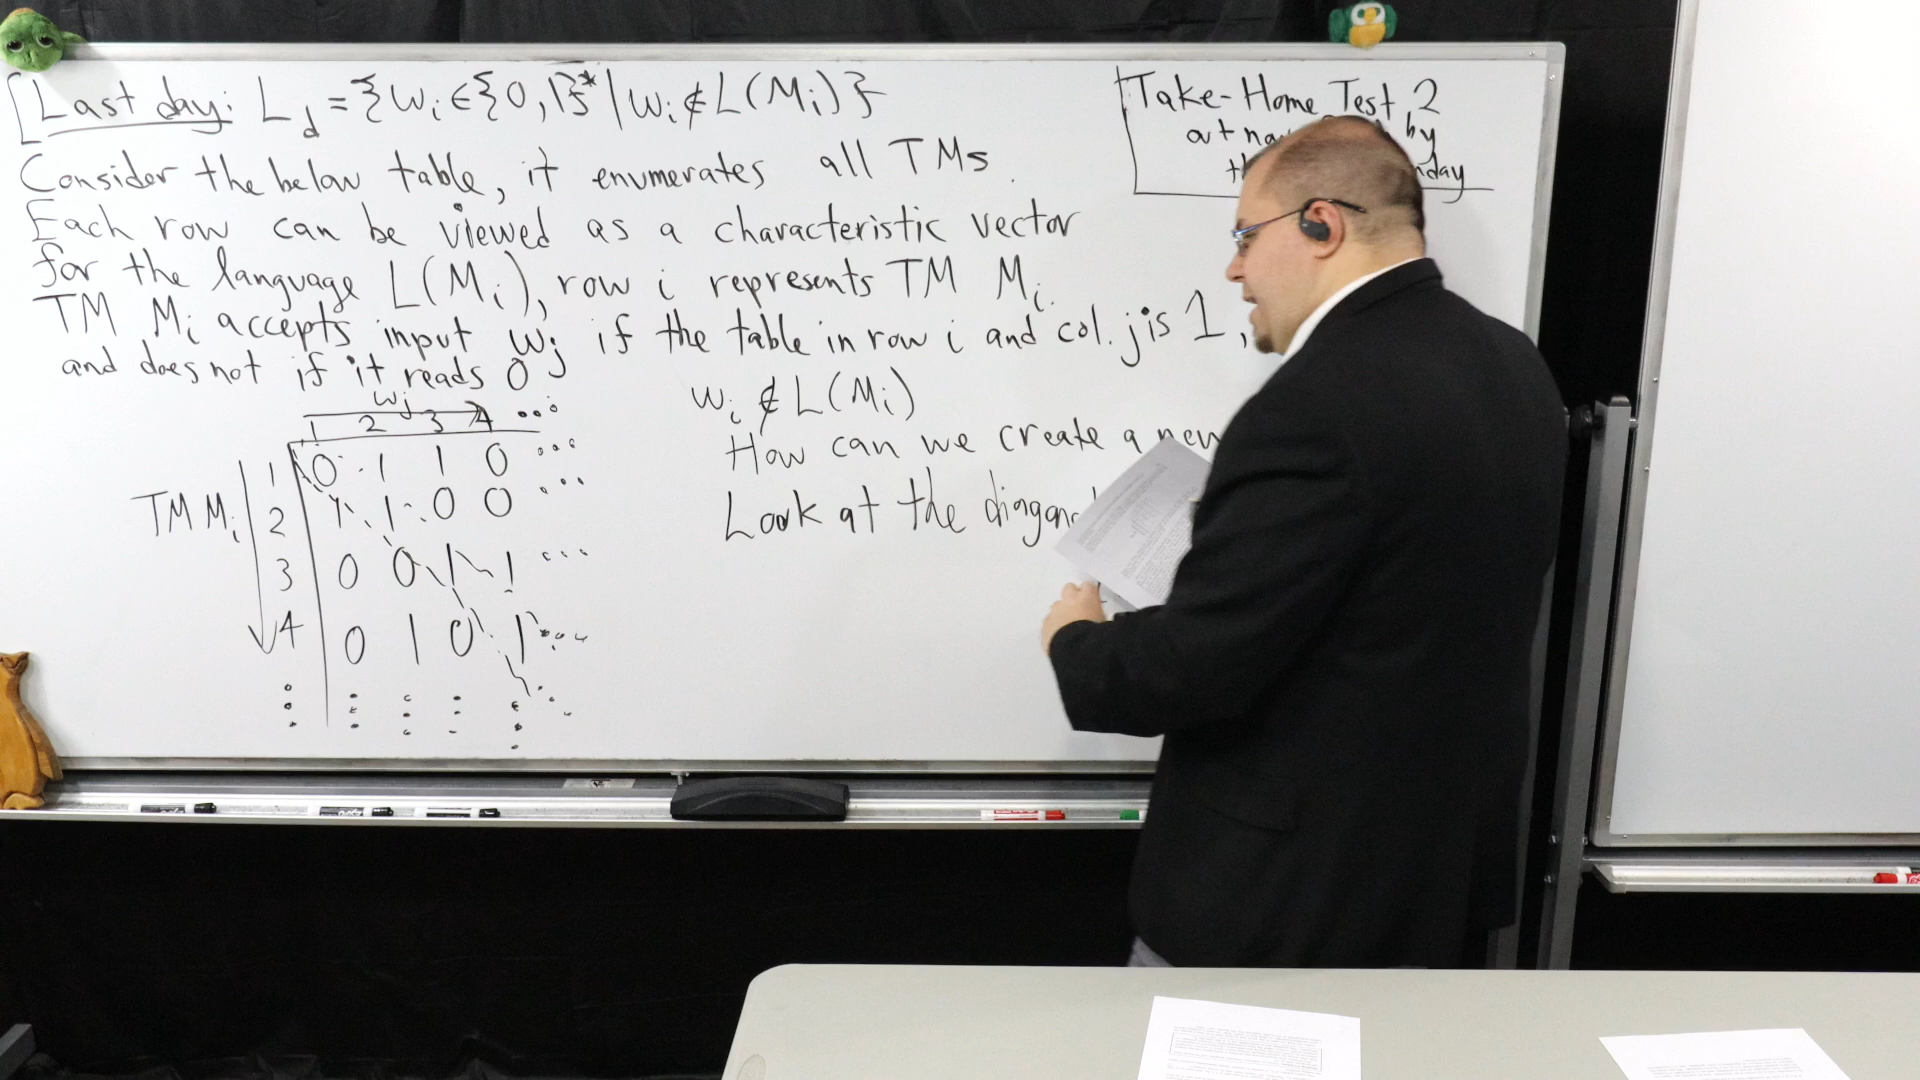 [Last day: L_d = {w_i ∈ {0,1}* | w_i ∉ L(M_i)}
Consider the below table, it enumerates all TMs.
Each row can be viewed as a characteristic vector
for the language L(M_i), row i represents TM M_i.
TM M_i accepts input w_j if the table in row i and col. j is 1,
and does not if it reads 0
w_j
1 2 3 4 ...
1 0 1 1 0 ...
TM M_i 2 1 1 0 0 ...
3 0 0 1 1 ...
4 0 1 0 1 ...
w_i ∉ L(M_i)
How can we create a new
Look at the
Take-Home Test 2
by